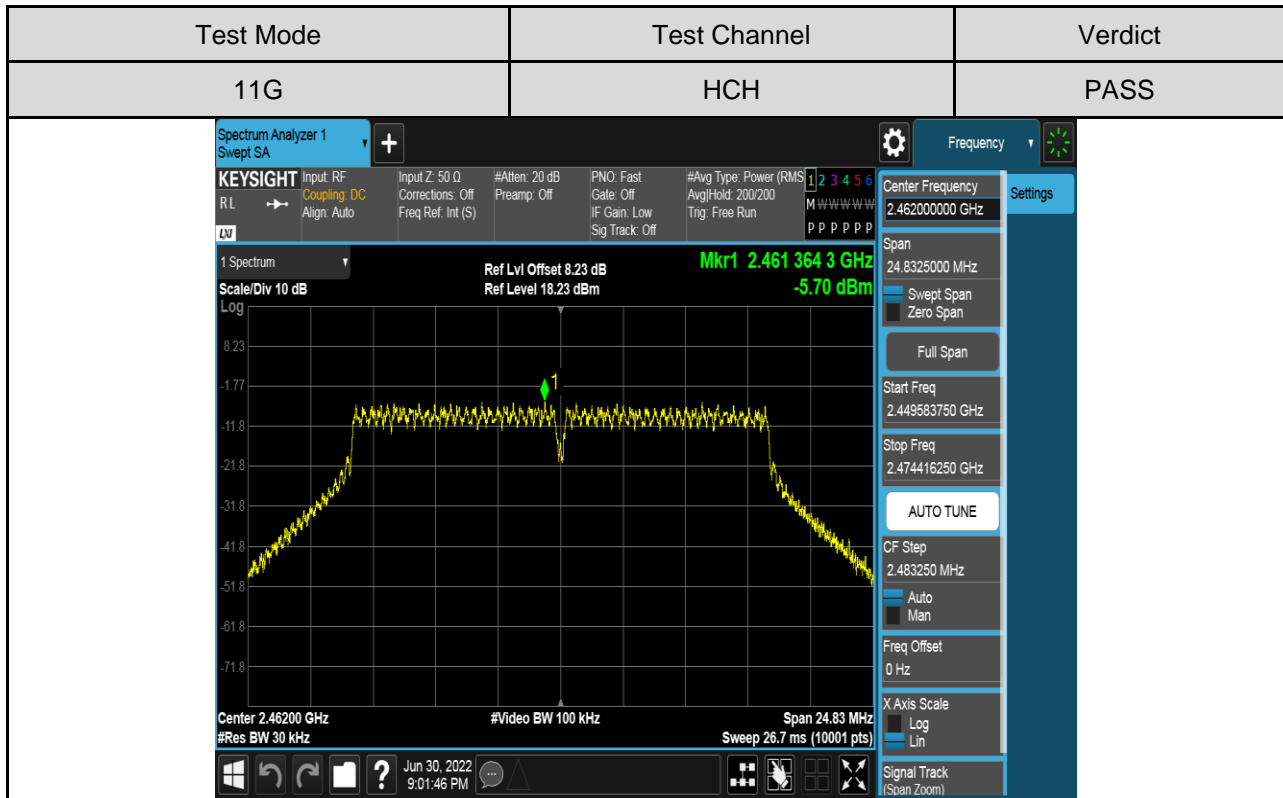 Test Mode Test Channel Verdict
11G HCH PASS
Spectrum Analyzer 1
Swept SA
+
Frequency
KEYSIGHT
RL
LXI
Input: RF
Coupling: DC
Align: Auto
Input Z: 50 Ω
Corrections: Off
Freq Ref: Int (S)
#Atten: 20 dB
Preamp: Off
PNO: Fast
Gate: Off
IF Gain: Low
Sig Track: Off
#Avg Type: Power (RMS
Avg|Hold: 200/200
Trig: Free Run
1 2 3 4 5 6
M W W W W W
P P P P P P
1 Spectrum
Scale/Div 10 dB
Log
Ref Lvl Offset 8.23 dB
Ref Level 18.23 dBm
Mkr1 2.461 364 3 GHz
-5.70 dBm
8.23
-1.77
-11.8
-21.8
-31.8
-41.8
-51.8
-61.8
-71.8
1
Center 2.46200 GHz
#Res BW 30 kHz
#Video BW 100 kHz
Span 24.83 MHz
Sweep 26.7 ms (10001 pts)
Center Frequency
2.462000000 GHz
Settings
Span
24.8325000 MHz
Swept Span
Zero Span
Full Span
Start Freq
2.449583750 GHz
Stop Freq
2.474416250 GHz
AUTO TUNE
CF Step
2.483250 MHz
Auto
Man
Freq Offset
0 Hz
X Axis Scale
Log
Lin
Signal Track
(Span Zoom)
?
Jun 30, 2022
9:01:46 PM